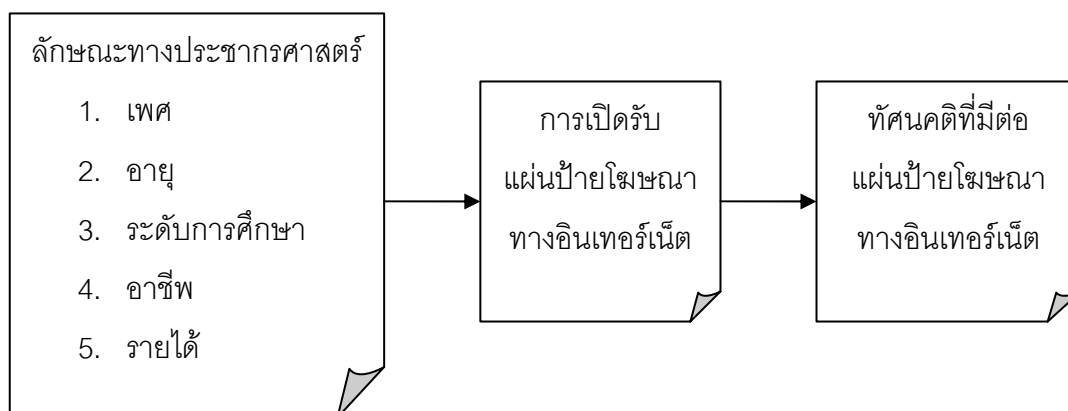 ลักษณะทางประชากรศาสตร์
1. เพศ
2. อายุ
3. ระดับการศึกษา
4. อาชีพ
5. รายได้
การเปิดรับ
แผ่นป้ายโฆษณา
ทางอินเทอร์เน็ต
ทัศนคติที่มีต่อ
แผ่นป้ายโฆษณา
ทางอินเทอร์เน็ต